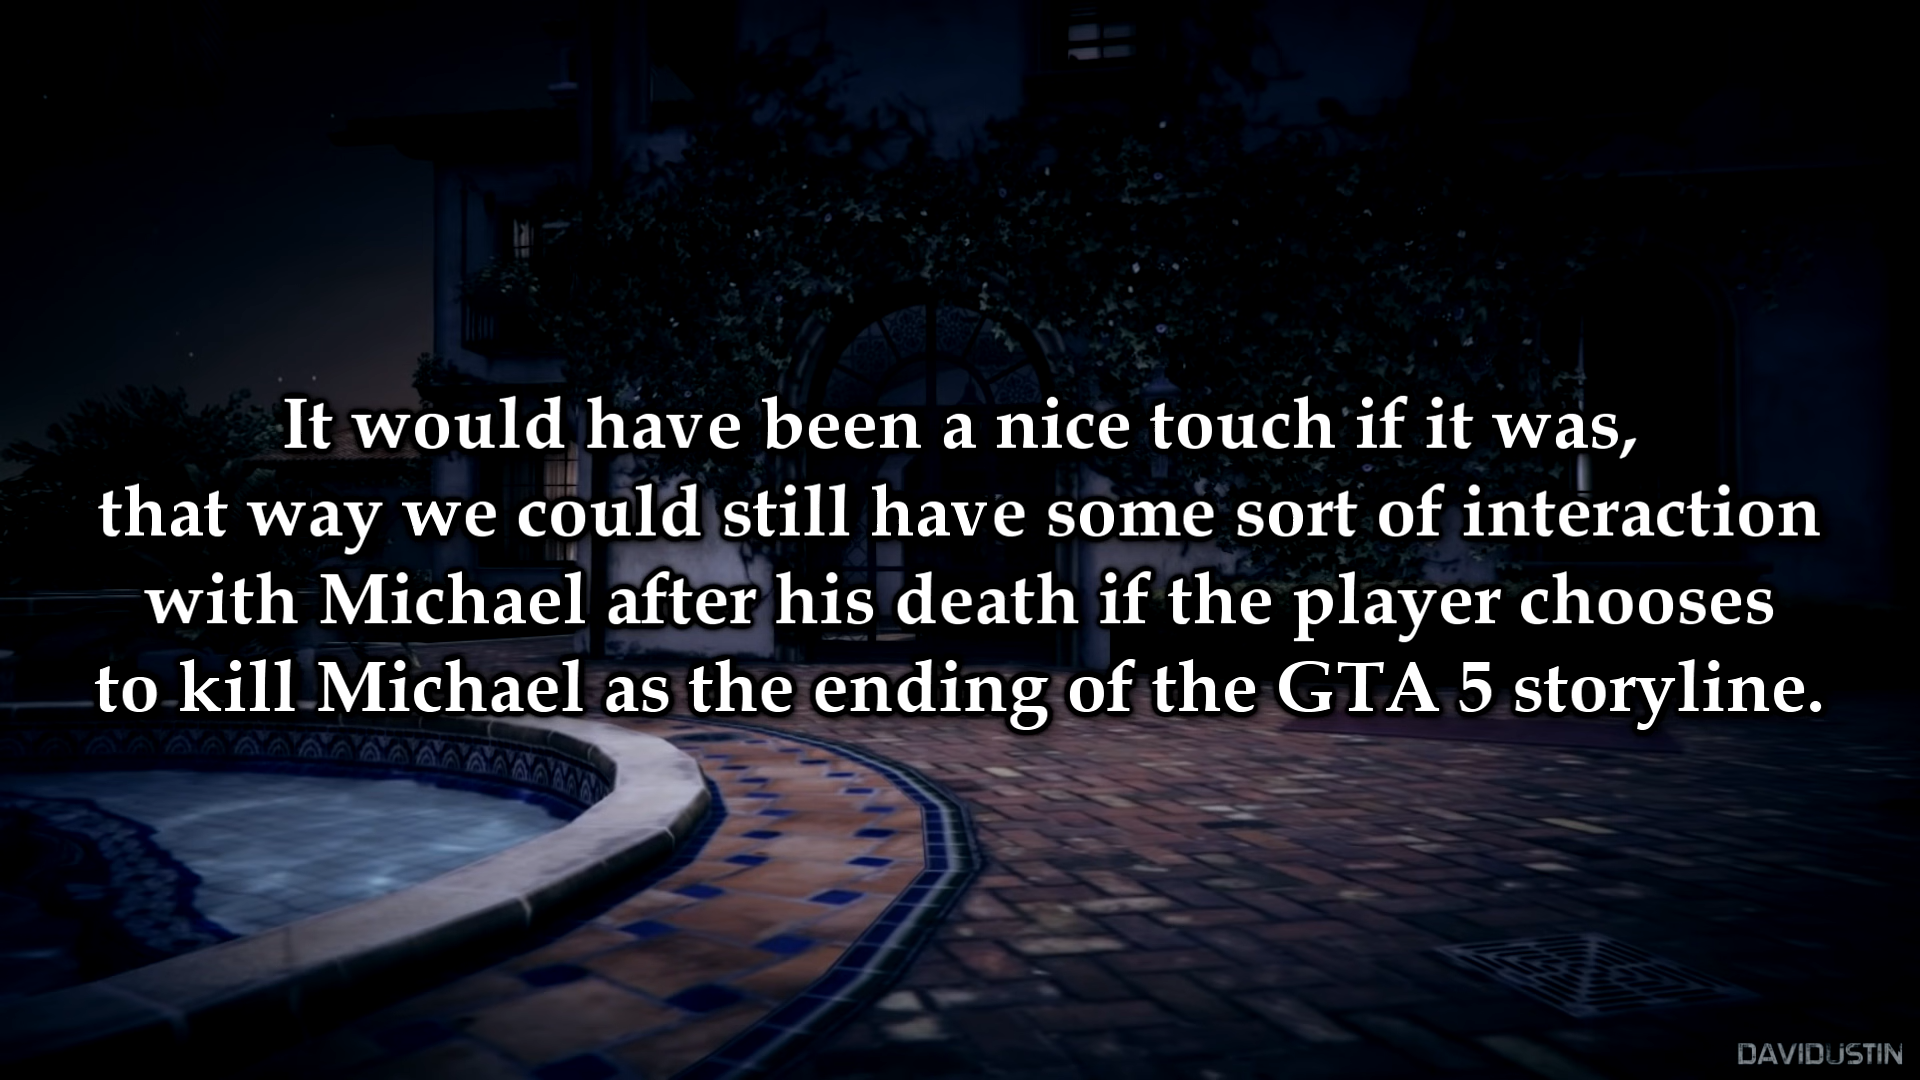 It would have been a nice touch if it was,
that way we could still have some sort of interaction
with Michael after his death if the player chooses
to kill Michael as the ending of the GTA 5 storyline.
DAVIDUSTIN